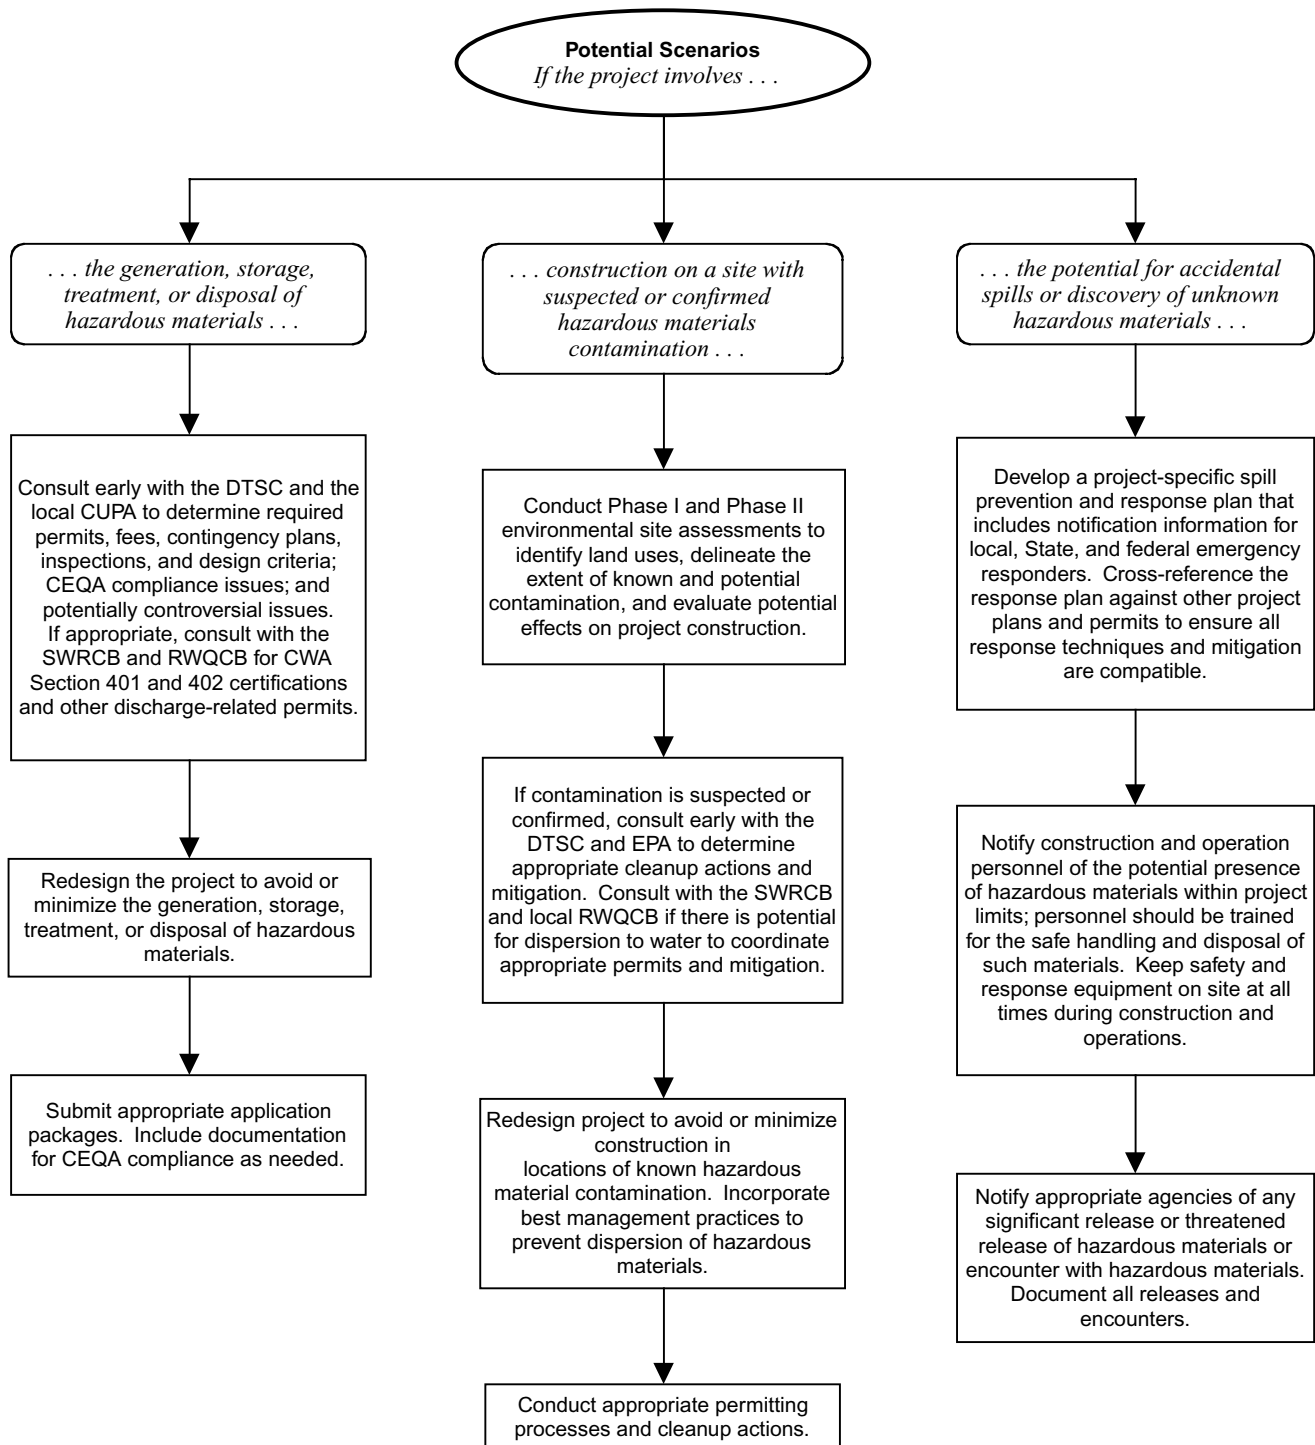 Potential Scenarios
If the project involves . . .
. . . the generation, storage,
treatment, or disposal of
hazardous materials . . .
Consult early with the DTSC and the
local CUPA to determine required
permits, fees, contingency plans,
inspections, and design criteria;
CEQA compliance issues; and
potentially controversial issues.
If appropriate, consult with the
SWRCB and RWQCB for CWA
Section 401 and 402 certifications
and other discharge-related permits.
Redesign the project to avoid or
minimize the generation, storage,
treatment, or disposal of hazardous
materials.
Submit appropriate application
packages.  Include documentation
for CEQA compliance as needed.
. . . construction on a site with
suspected or confirmed
hazardous materials
contamination . . .
Conduct Phase I and Phase II
environmental site assessments to
identify land uses, delineate the
extent of known and potential
contamination, and evaluate potential
effects on project construction.
If contamination is suspected or
confirmed, consult early with the
DTSC and EPA to determine
appropriate cleanup actions and
mitigation.  Consult with the SWRCB
and local RWQCB if there is potential
for dispersion to water to coordinate
appropriate permits and mitigation.
Redesign project to avoid or minimize
construction in
locations of known hazardous
material contamination.  Incorporate
best management practices to
prevent dispersion of hazardous
materials.
Conduct appropriate permitting
processes and cleanup actions.
. . . the potential for accidental
spills or discovery of unknown
hazardous materials . . .
Develop a project-specific spill
prevention and response plan that
includes notification information for
local, State, and federal emergency
responders.  Cross-reference the
response plan against other project
plans and permits to ensure all
response techniques and mitigation
are compatible.
Notify construction and operation
personnel of the potential presence
of hazardous materials within project
limits; personnel should be trained
for the safe handling and disposal of
such materials.  Keep safety and
response equipment on site at all
times during construction and
operations.
Notify appropriate agencies of any
significant release or threatened
release of hazardous materials or
encounter with hazardous materials.
Document all releases and
encounters.